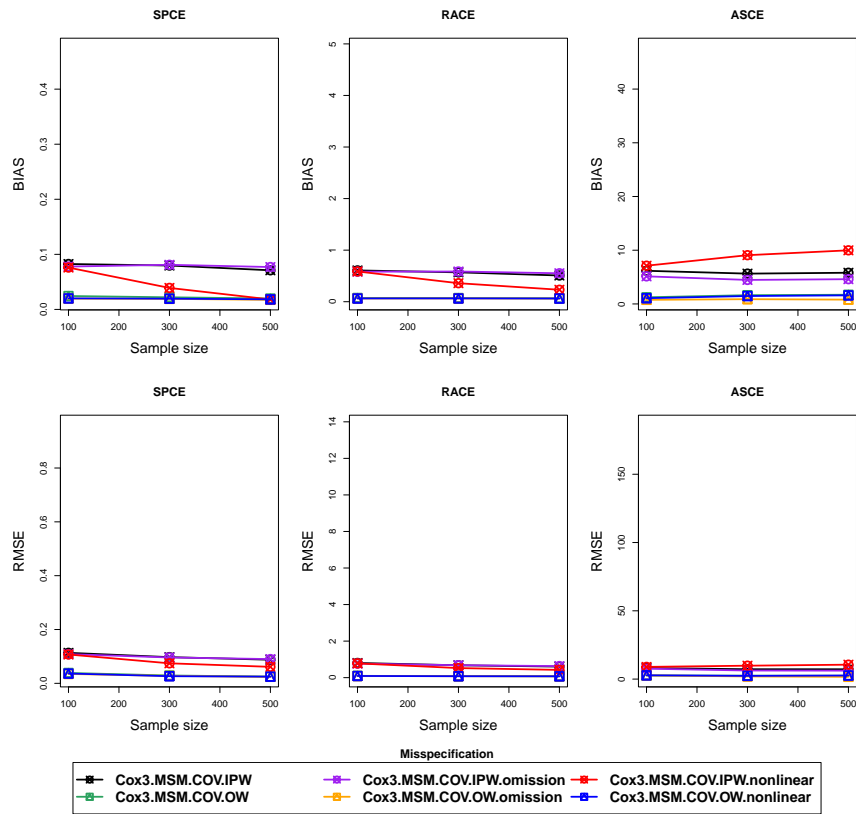 SPCE RACE ASCE
BIAS BIAS BIAS
0.0 0.1 0.2 0.3 0.4
0 1 2 3 4 5
0 10 20 30 40
100 200 300 400 500 100 200 300 400 500 100 200 300 400 500
Sample size Sample size Sample size
SPCE RACE ASCE
RMSE RMSE RMSE
0.0 0.2 0.4 0.6 0.8
0 2 4 6 8 10 12 14
0 50 100 150
100 200 300 400 500 100 200 300 400 500 100 200 300 400 500
Sample size Sample size Sample size
Misspecification
Cox3.MSM.COV.IPW Cox3.MSM.COV.IPW.omission Cox3.MSM.COV.IPW.nonlinear
Cox3.MSM.COV.OW Cox3.MSM.COV.OW.omission Cox3.MSM.COV.OW.nonlinear